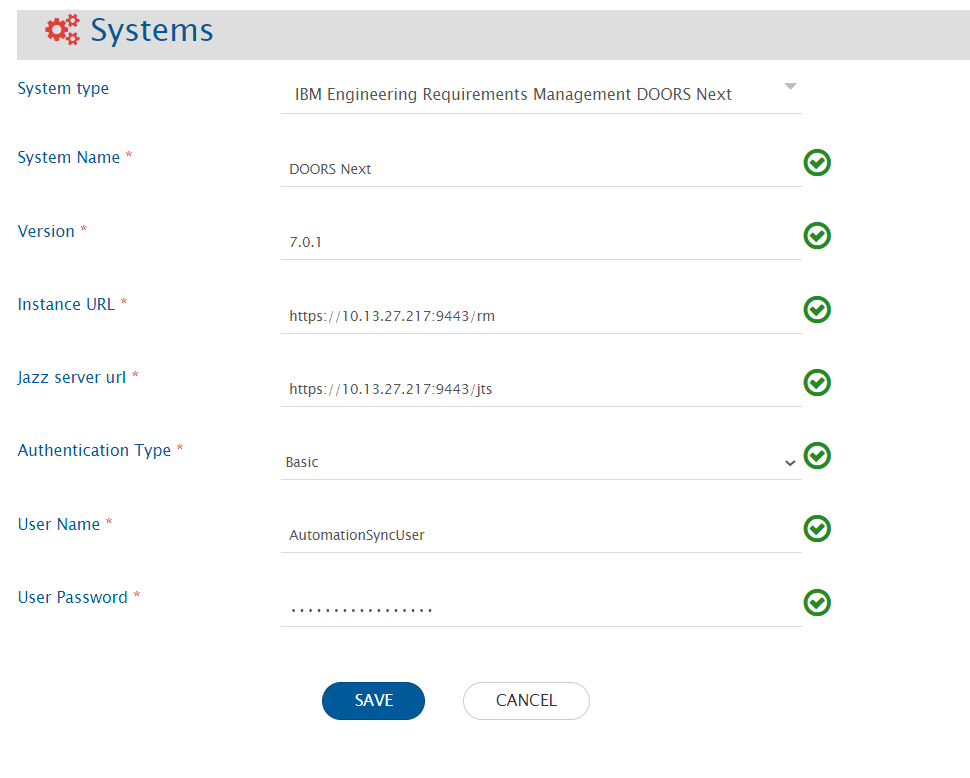 Systems
System type
IBM Engineering Requirements Management DOORS Next
System Name *
DOORS Next
Version *
7.0.1
Instance URL *
https://10.13.27.217:9443/rm
Jazz server url *
https://10.13.27.217:9443/jts
Authentication Type *
Basic
User Name *
AutomationSyncUser
User Password *
.................
SAVE
CANCEL